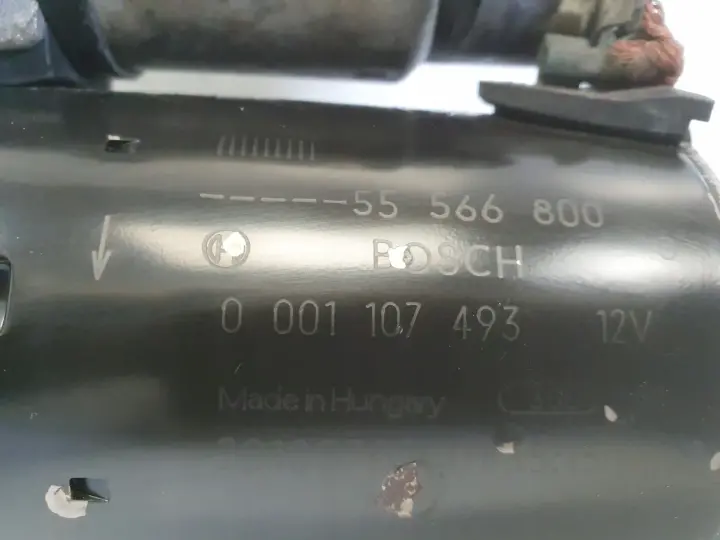 -----55 566 800
BOSCH
0 001 107 493 12V
Made in Hungary